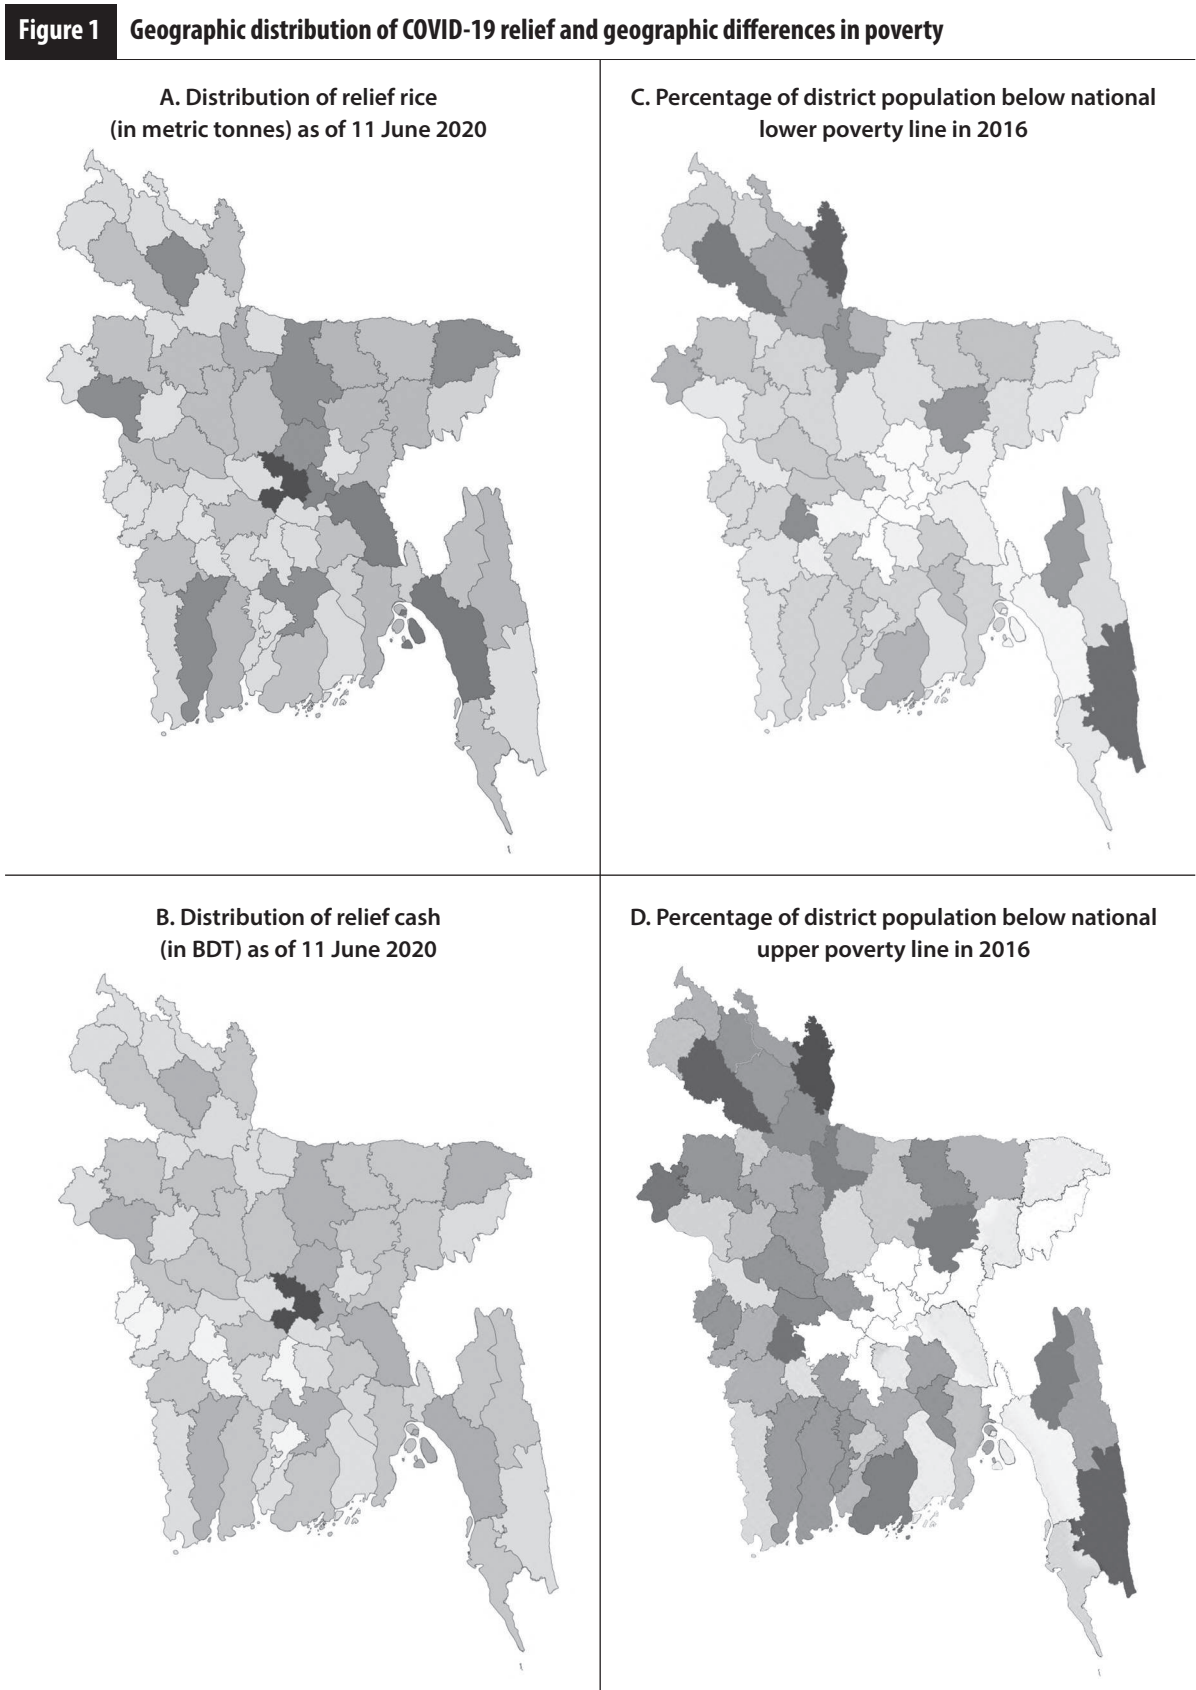 Figure 1 Geographic distribution of COVID-19 relief and geographic differences in poverty
A. Distribution of relief rice
(in metric tonnes) as of 11 June 2020
C. Percentage of district population below national
lower poverty line in 2016
B. Distribution of relief cash
(in BDT) as of 11 June 2020
D. Percentage of district population below national
upper poverty line in 2016